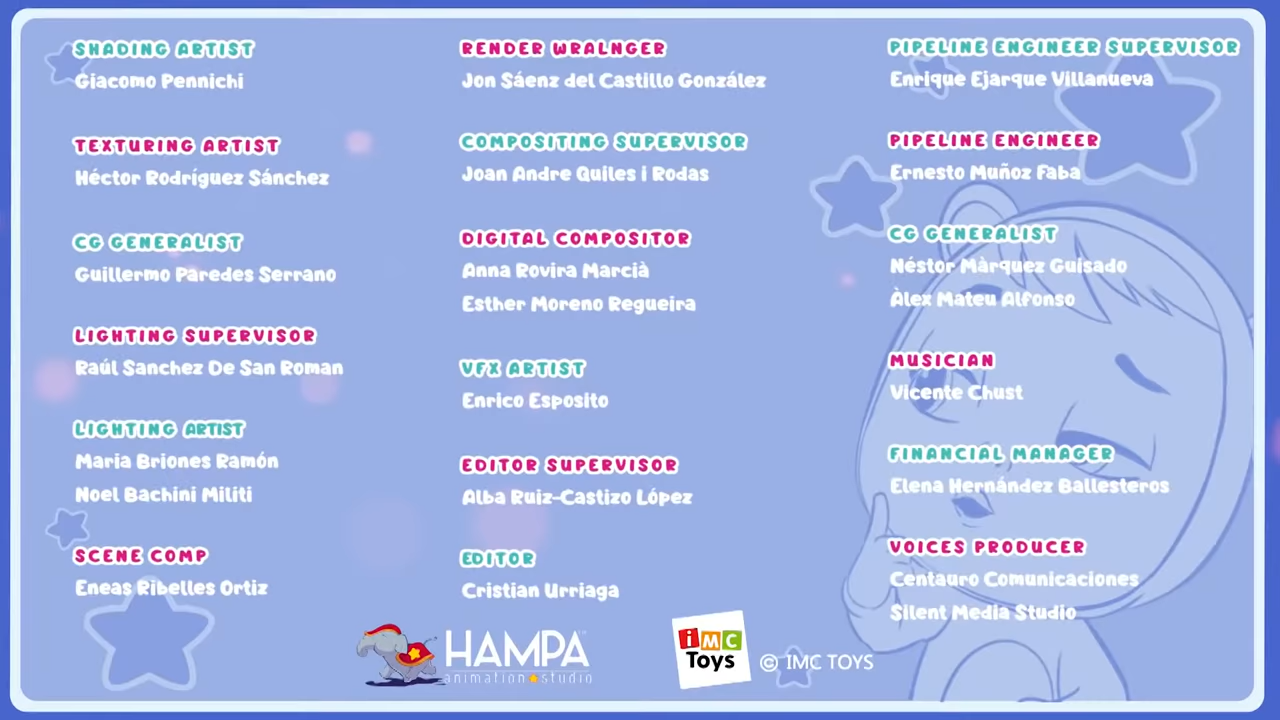 SHADING ARTIST
Giacomo Pennichi
TEXTURING ARTIST
Héctor Rodríguez Sánchez
CG GENERALIST
Guillermo Paredes Serrano
LIGHTING SUPERVISOR
Raúl Sanchez De San Roman
LIGHTING ARTIST
Maria Briones Ramón
Noel Bachini Militi
SCENE COMP
Eneas Ribelles Ortiz
RENDER WRALNGER
Jon Sáenz del Castillo González
COMPOSITING SUPERVISOR
Joan Andre Quiles i Rodas
DIGITAL COMPOSITOR
Anna Rovira Marcià
Esther Moreno Regueira
VFX ARTIST
Enrico Esposito
EDITOR SUPERVISOR
Alba Ruiz-Castizo López
EDITOR
Cristian Urriaga
PIPELINE ENGINEER SUPERVISOR
Enrique Ejarque Villanueva
PIPELINE ENGINEER
Ernesto Muñoz Faba
CG GENERALIST
Néstor Màrquez Guisado
Àlex Mateu Alfonso
MUSICIAN
Vicente Chust
FINANCIAL MANAGER
Elena Hernández Ballesteros
VOICES PRODUCER
Centauro Comunicaciones
Silent Media Studio
HAMPA
animation studio
iMC
Toys
© IMC TOYS